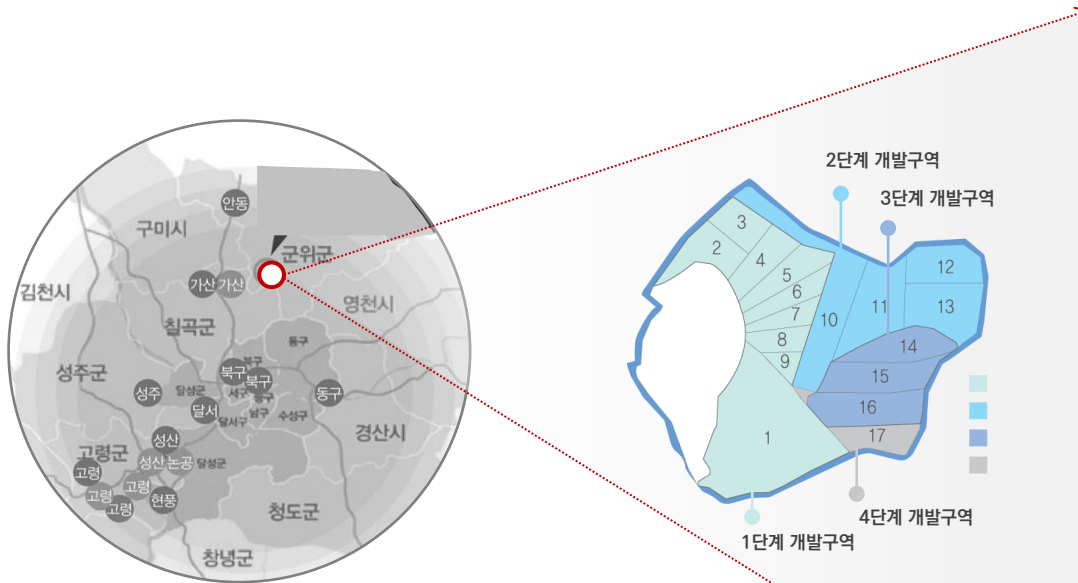 2단계 개발구역
3단계 개발구역
안동
구미시
군위군
가산 가산
김천시
영천시
칠곡군
동구
성주군
북구
북구
북구
성주
달성군
서구
중구
동구
달서
달서구
남구
수성구
경산시
성산
고령군
성산 논공 달성군
고령
고령
고령
고령
현풍
청도군
창녕군
3
2
4
5
6
7
8
9
10
11
12
13
14
15
16
17
1
4단계 개발구역
1단계 개발구역